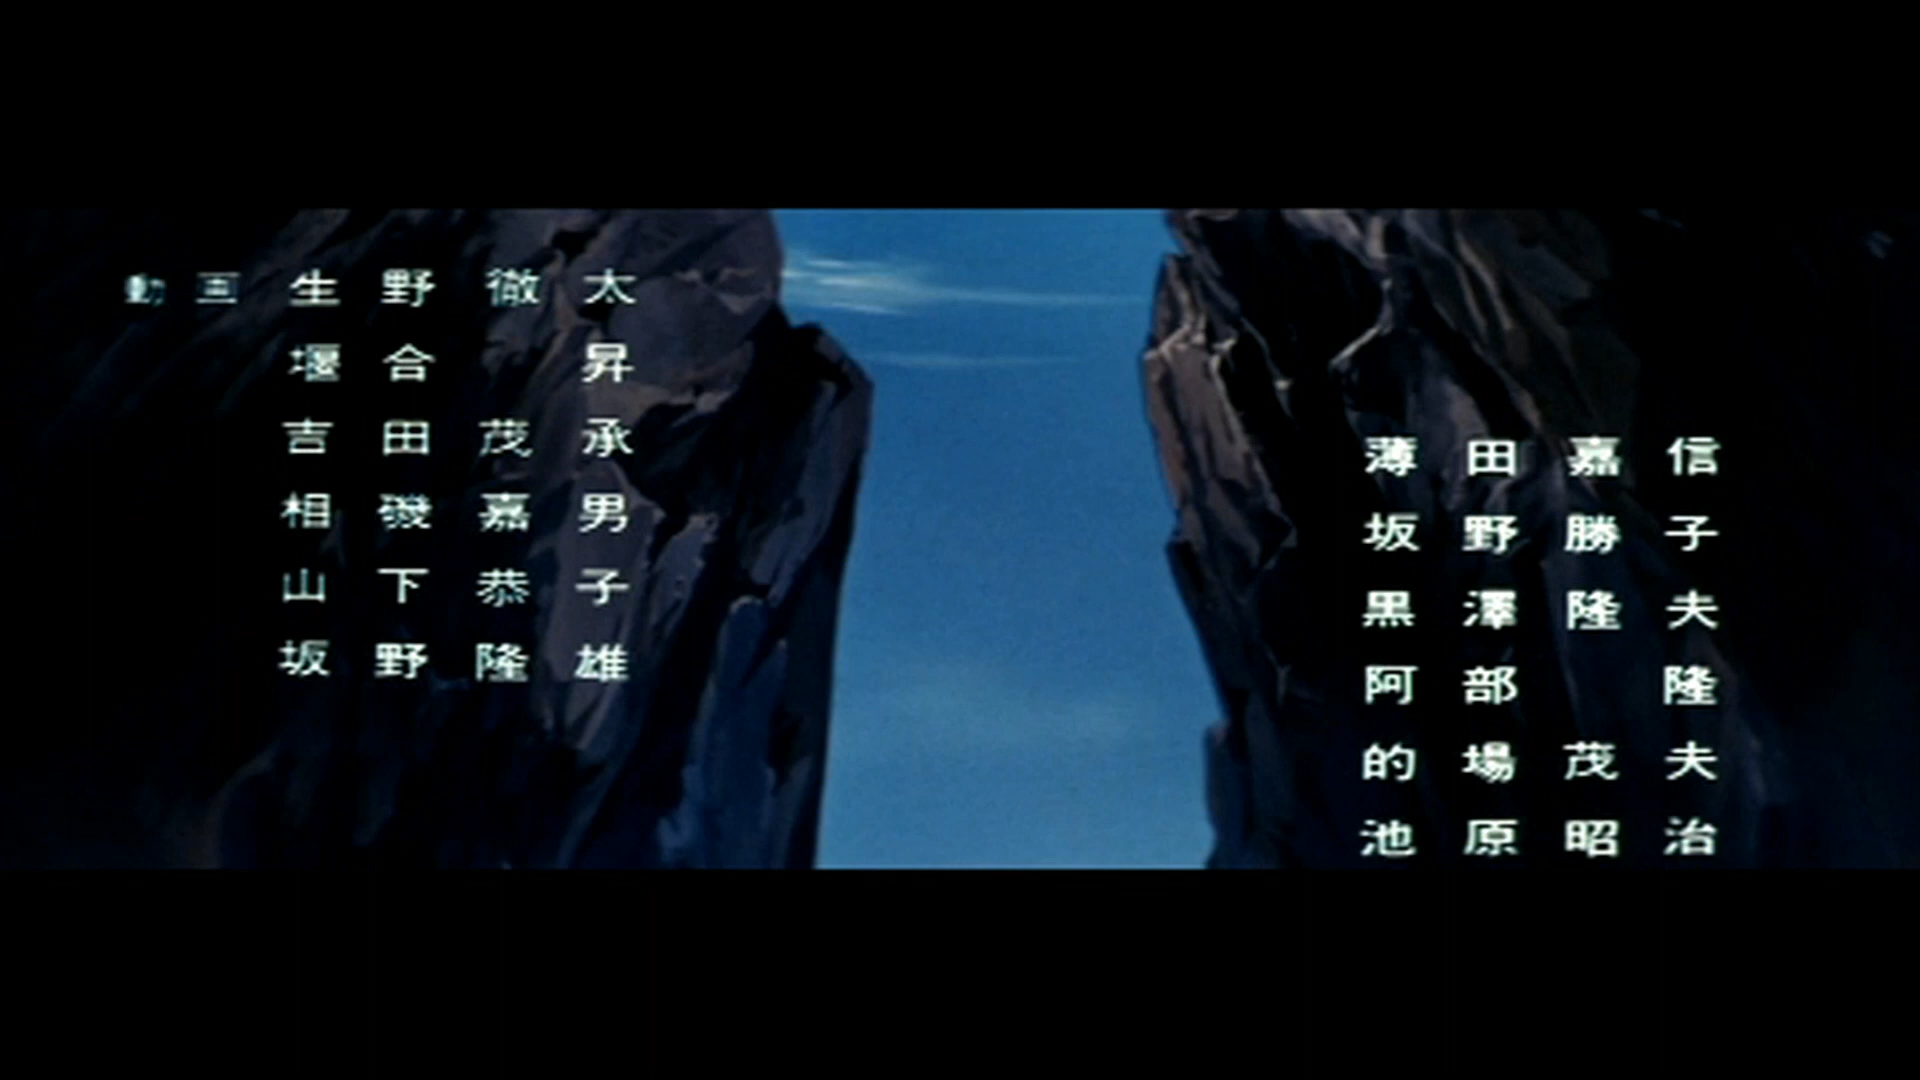 動画 生野徹太
堰合 昇
吉田茂承
相磯嘉男
山下恭子
坂野隆雄
薄田嘉信
坂野勝子
黒澤隆夫
阿部 隆
的場茂夫
池原昭治